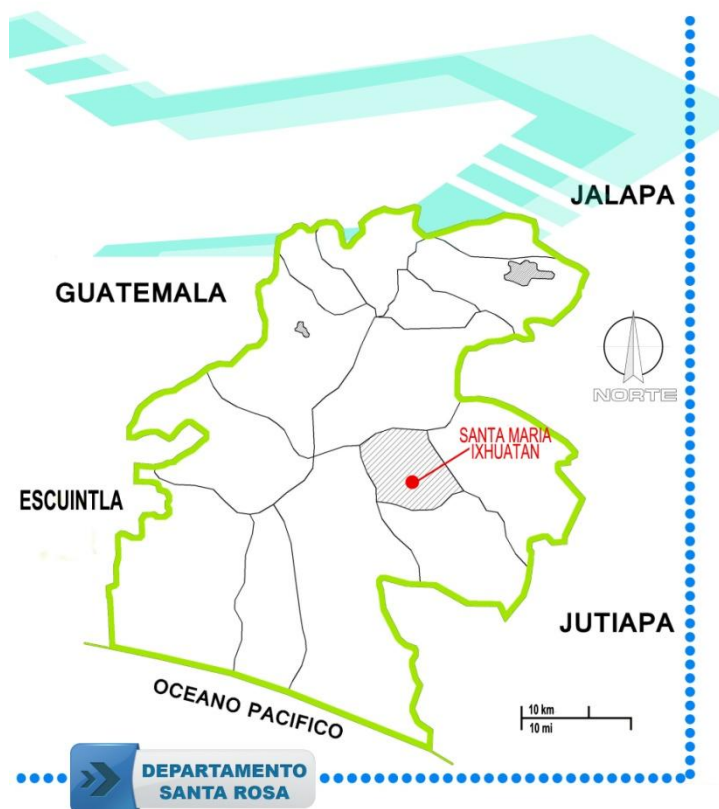 JALAPA
GUATEMALA
NORTE
SANTA MARIA
IXHUATAN
ESCUINTLA
JUTIAPA
OCEANO PACIFICO
10 km
10 mi
DEPARTAMENTO
SANTA ROSA